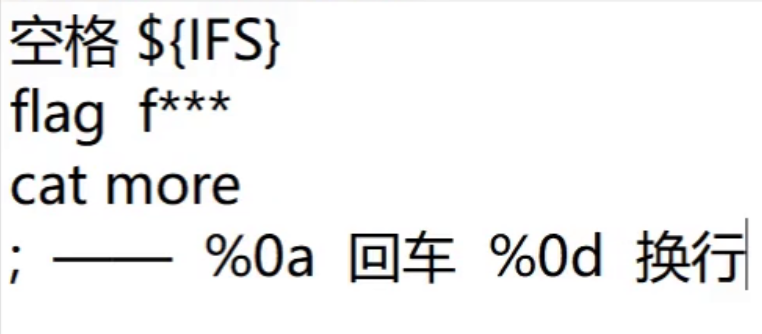 空格 ${IFS}
flag  f***
cat more
;  ——  %0a  回车  %0d  换行